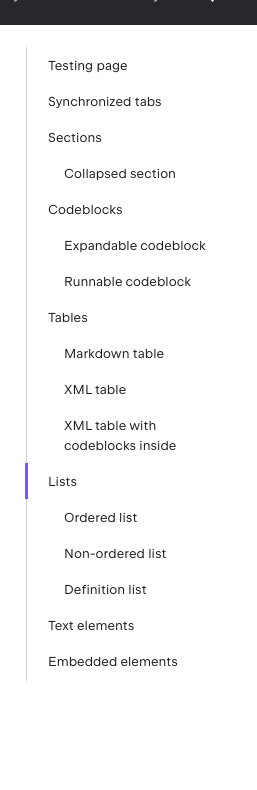 Testing page
Synchronized tabs
Sections
Collapsed section
Codeblocks
Expandable codeblock
Runnable codeblock
Tables
Markdown table
XML table
XML table with
codeblocks inside
Lists
Ordered list
Non-ordered list
Definition list
Text elements
Embedded elements